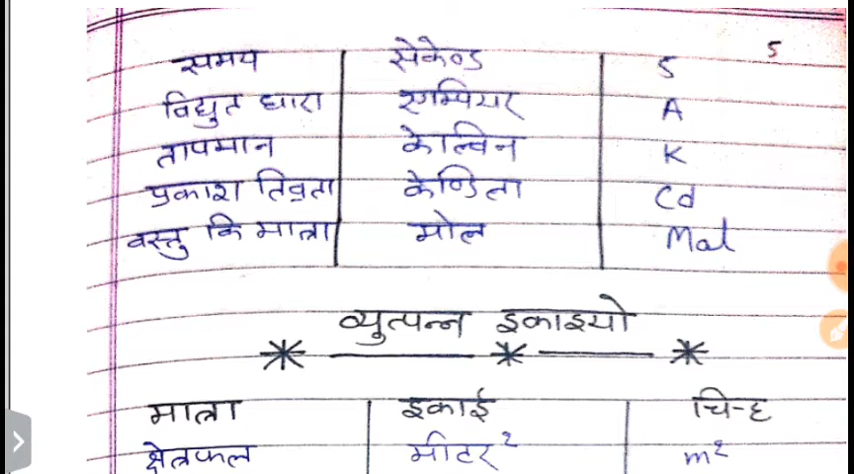 5
समय सेकेण्ड S
विद्युत धारा एम्पियर A
तापमान केल्विन K
प्रकाश तिव्रता केण्डिला Cd
वस्तु कि मात्रा मोल Mol
व्युत्पन्न इकाइयो
मात्रा इकाई चिन्ह
क्षेत्रफल मीटर² m²